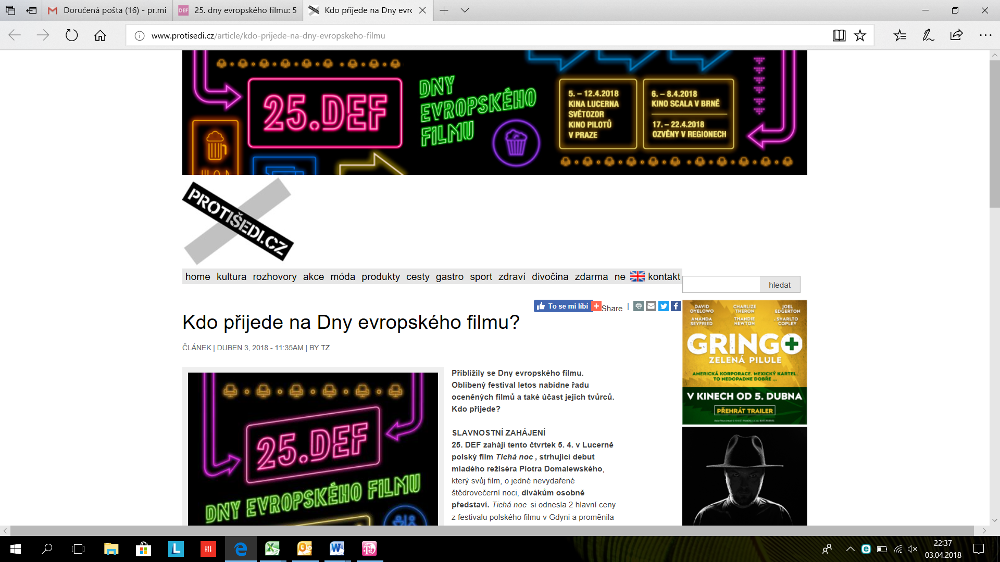 Doručená pošta (16) - pr.mi
DEF
25. dny evropského filmu: 5
Kdo přijede na Dny evro
www.protisedi.cz/article/kdo-prijede-na-dny-evropskeho-filmu
25.DEF
DNY
EVROPSKÉHO
FILMU
5. – 12.4.2018
KINA LUCERNA
SVĚTOZOR
KINO PILOTŮ
V PRAZE
6. – 8.4.2018
KINO SCALA V BRNĚ
17. – 22.4.2018
OZVĚNY V REGIONECH
PROTIŠEDI.CZ
home kultura rozhovory akce móda produkty cesty gastro sport zdraví divočina zdarma ne kontakt
hledat
To se mi líbí
Share
Kdo přijede na Dny evropského filmu?
ČLÁNEK | DUBEN 3, 2018 - 11:35AM | BY TZ
25.DEF
DNY EVROPSKÉHO FILMU
Přiblížily se Dny evropského filmu.
Oblíbený festival letos nabídne řadu
oceněných filmů a také účast jejich tvůrců.
Kdo přijede?
SLAVNOSTNÍ ZAHÁJENÍ
25. DEF zahájí tento čtvrtek 5. 4. v Lucerně
polský film Tichá noc , strhující debut
mladého režiséra Piotra Domalewského,
který svůj film, o jedné nevydařené
štědrovečerní noci, divákům osobně
představí. Tichá noc si odnesla 2 hlavní ceny
z festivalu polského filmu v Gdyni a proměnila
DAVID OYELOWO
CHARLIZE THERON
JOEL EDGERTON
AMANDA SEYFRIED
THANDIE NEWTON
SHARLTO COPLEY
GRINGO
ZELENÁ PILULE
AMERICKÁ KORPORACE. MEXICKÝ KARTEL.
TO NEDOPADNE DOBŘE ...
V KINECH OD 5. DUBNA
PŘEHRÁT TRAILER
22:37
03.04.2018